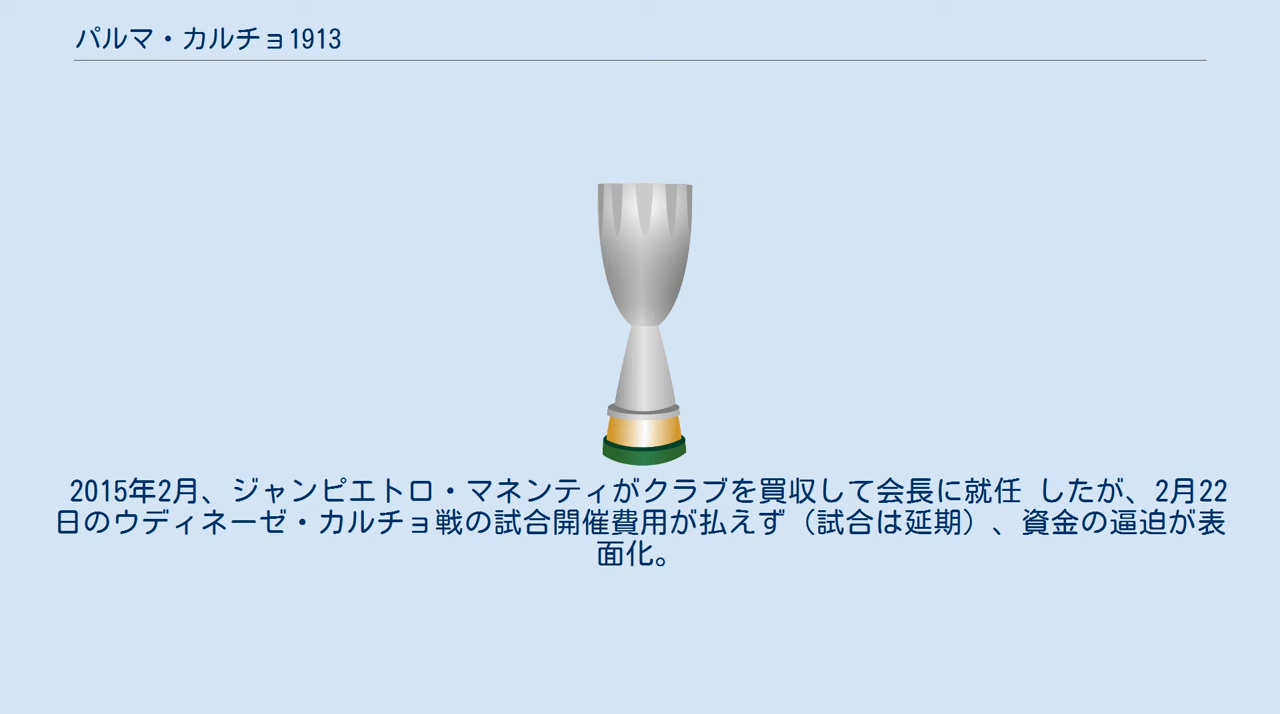 パルマ・カルチョ1913
2015年2月、ジャンピエトロ・マネンティがクラブを買収して会長に就任 したが、2月22
日のウディネーゼ・カルチョ戦の試合開催費用が払えず（試合は延期）、資金の逼迫が表
面化。